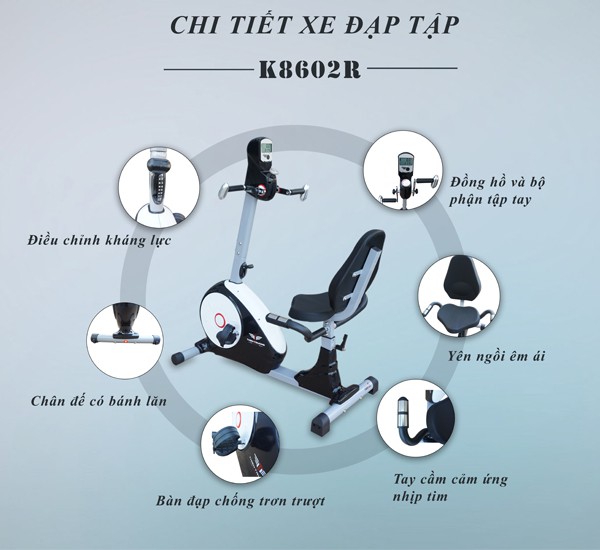 CHI TIẾT XE ĐẠP TẬP
K8602R
Đồng hồ và bộ
phận tập tay
Điều chỉnh kháng lực
Yên ngồi êm ái
Chân đế có bánh lăn
Tay cầm cảm ứng
nhịp tim
Bàn đạp chống trơn trượt